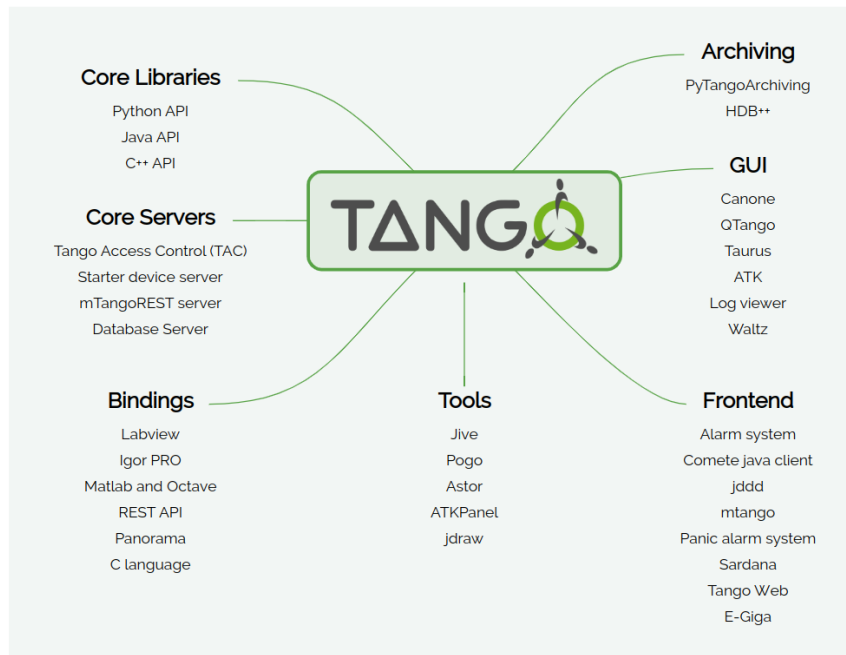 Core Libraries
Python API
Java API
C++ API
Core Servers
Tango Access Control (TAC)
Starter device server
mTangoREST server
Database Server
Bindings
Labview
Igor PRO
Matlab and Octave
REST API
Panorama
C language
TANGO
Tools
Jive
Pogo
Astor
ATKPanel
jdraw
Archiving
PyTangoArchiving
HDB++
GUI
Canone
QTango
Taurus
ATK
Log viewer
Waltz
Frontend
Alarm system
Comete java client
jddd
mtango
Panic alarm system
Sardana
Tango Web
E-Giga